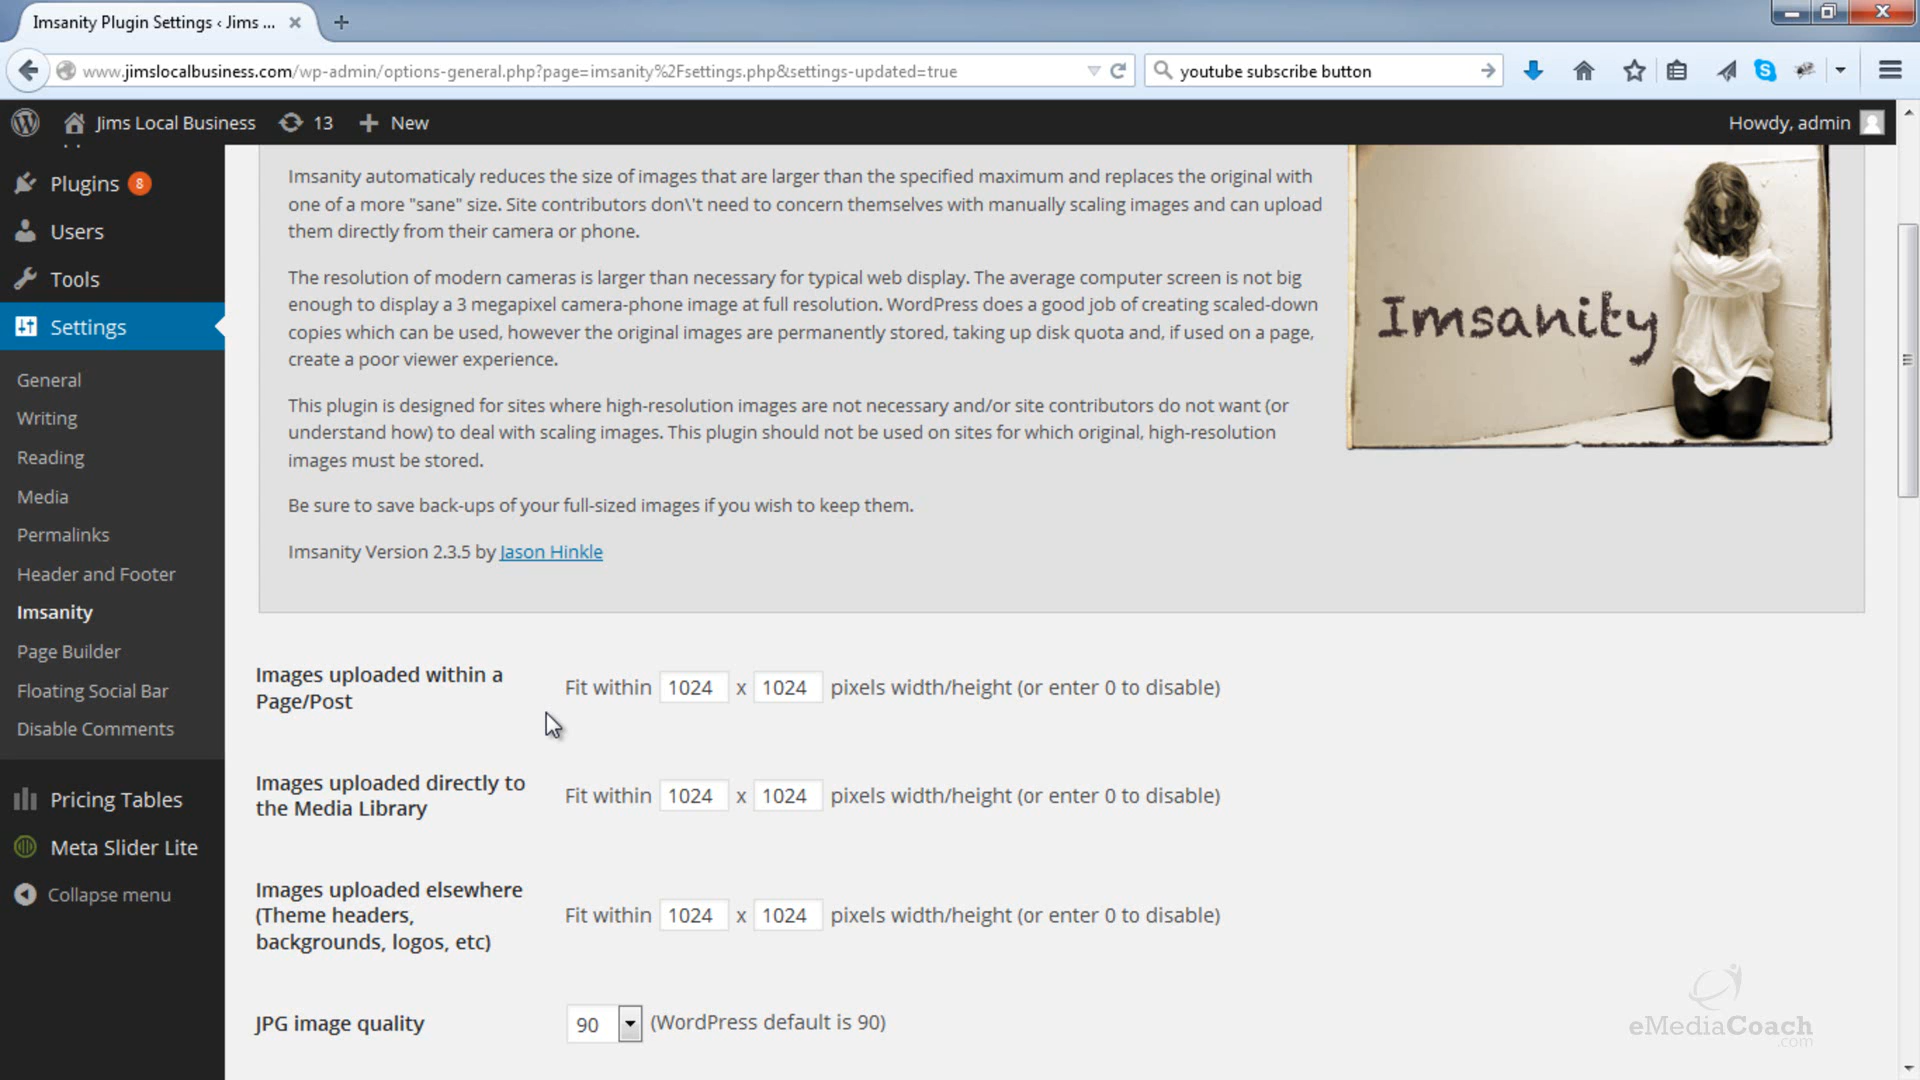 Imsanity Plugin Settings ‹ Jims ...
www.jimslocalbusiness.com/wp-admin/options-general.php?page=imsanity%2Fsettings.php&settings-updated=true
youtube subscribe button
Jims Local Business
13
New
Howdy, admin
Plugins 8
Users
Tools
Settings
General
Writing
Reading
Media
Permalinks
Header and Footer
Imsanity
Page Builder
Floating Social Bar
Disable Comments
Pricing Tables
Meta Slider Lite
Collapse menu
Imsanity automaticaly reduces the size of images that are larger than the specified maximum and replaces the original with
one of a more "sane" size. Site contributors don\'t need to concern themselves with manually scaling images and can upload
them directly from their camera or phone.
The resolution of modern cameras is larger than necessary for typical web display. The average computer screen is not big
enough to display a 3 megapixel camera-phone image at full resolution. WordPress does a good job of creating scaled-down
copies which can be used, however the original images are permanently stored, taking up disk quota and, if used on a page,
create a poor viewer experience.
This plugin is designed for sites where high-resolution images are not necessary and/or site contributors do not want (or
understand how) to deal with scaling images. This plugin should not be used on sites for which original, high-resolution
images must be stored.
Be sure to save back-ups of your full-sized images if you wish to keep them.
Imsanity Version 2.3.5 by Jason Hinkle
Imsanity
Images uploaded within a
Page/Post
Fit within 1024 x 1024 pixels width/height (or enter 0 to disable)
Images uploaded directly to
the Media Library
Fit within 1024 x 1024 pixels width/height (or enter 0 to disable)
Images uploaded elsewhere
(Theme headers,
backgrounds, logos, etc)
Fit within 1024 x 1024 pixels width/height (or enter 0 to disable)
JPG image quality
90 (WordPress default is 90)
eMediaCoach
.com